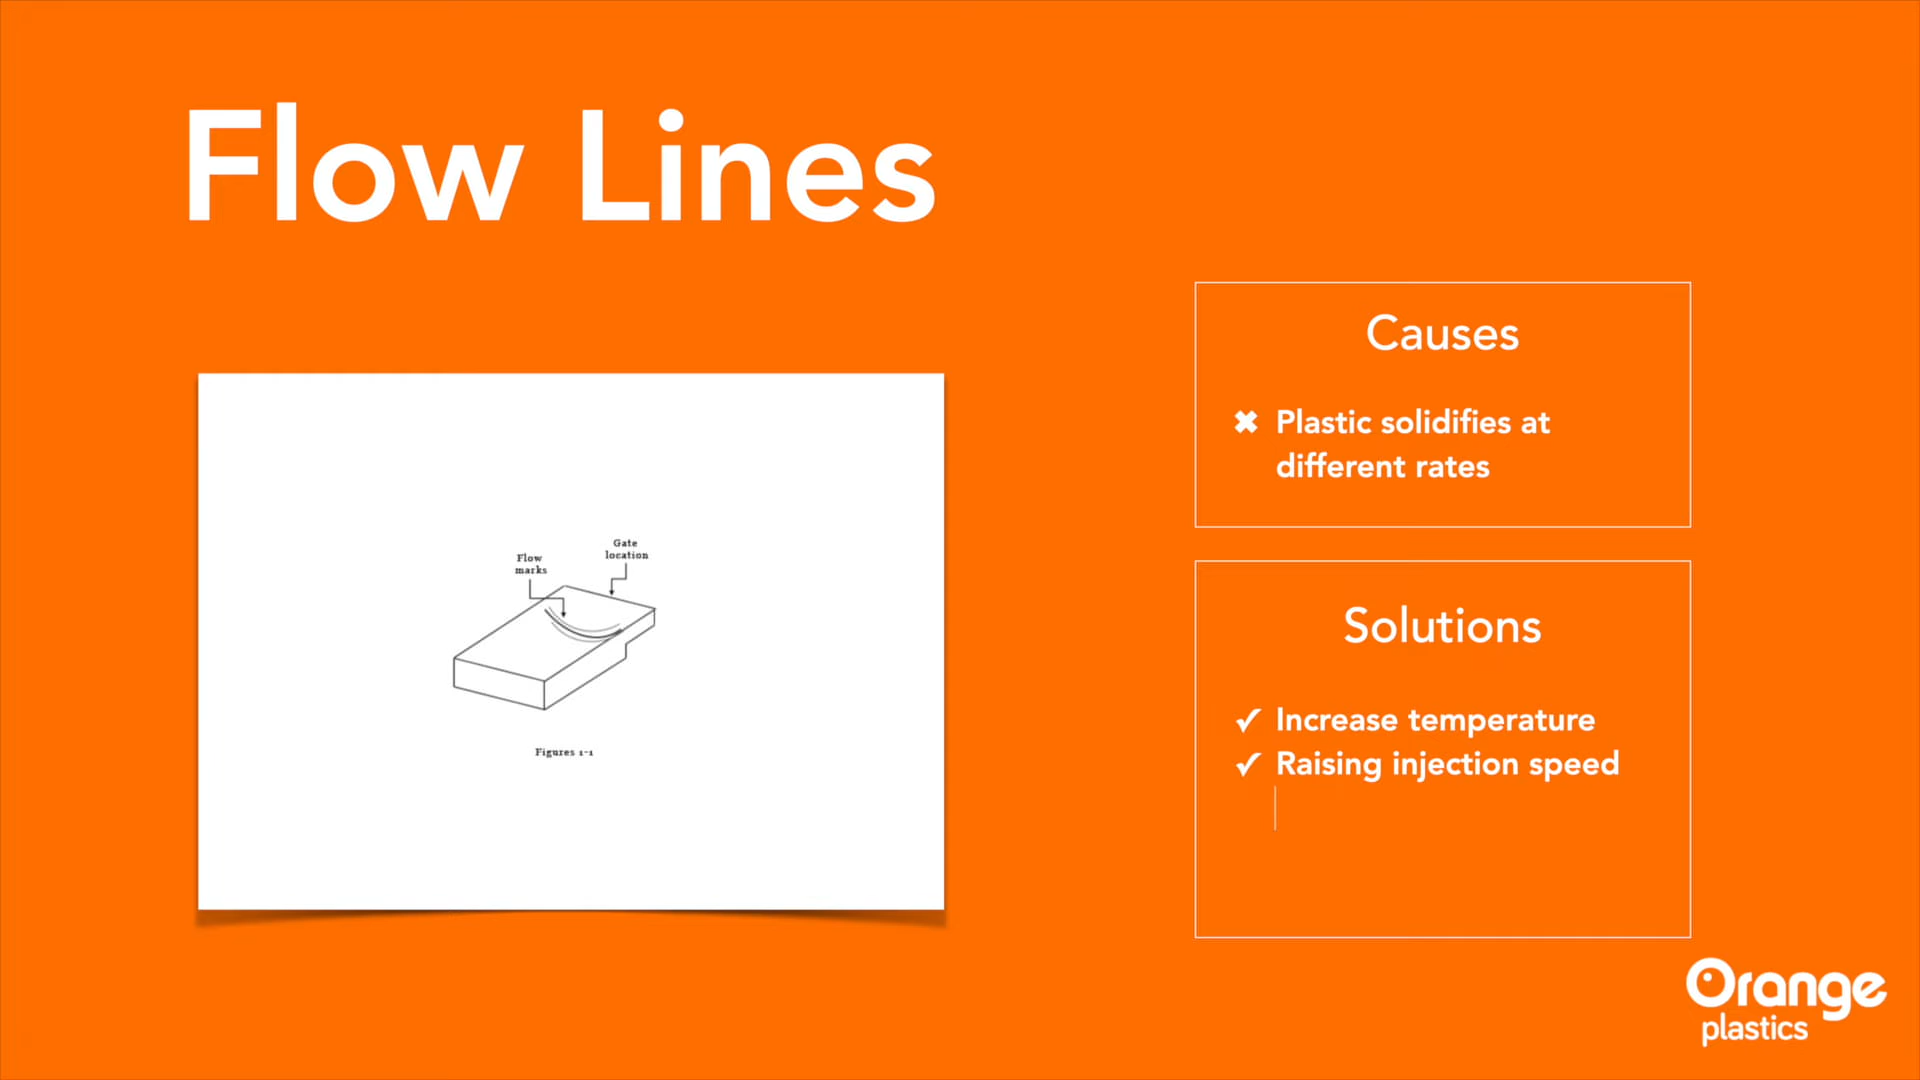 Flow Lines
Causes
✖ Plastic solidifies at
different rates
Flow
marks
Gate
location
Figures 1-1
Solutions
✓ Increase temperature
✓ Raising injection speed
Orange
plastics